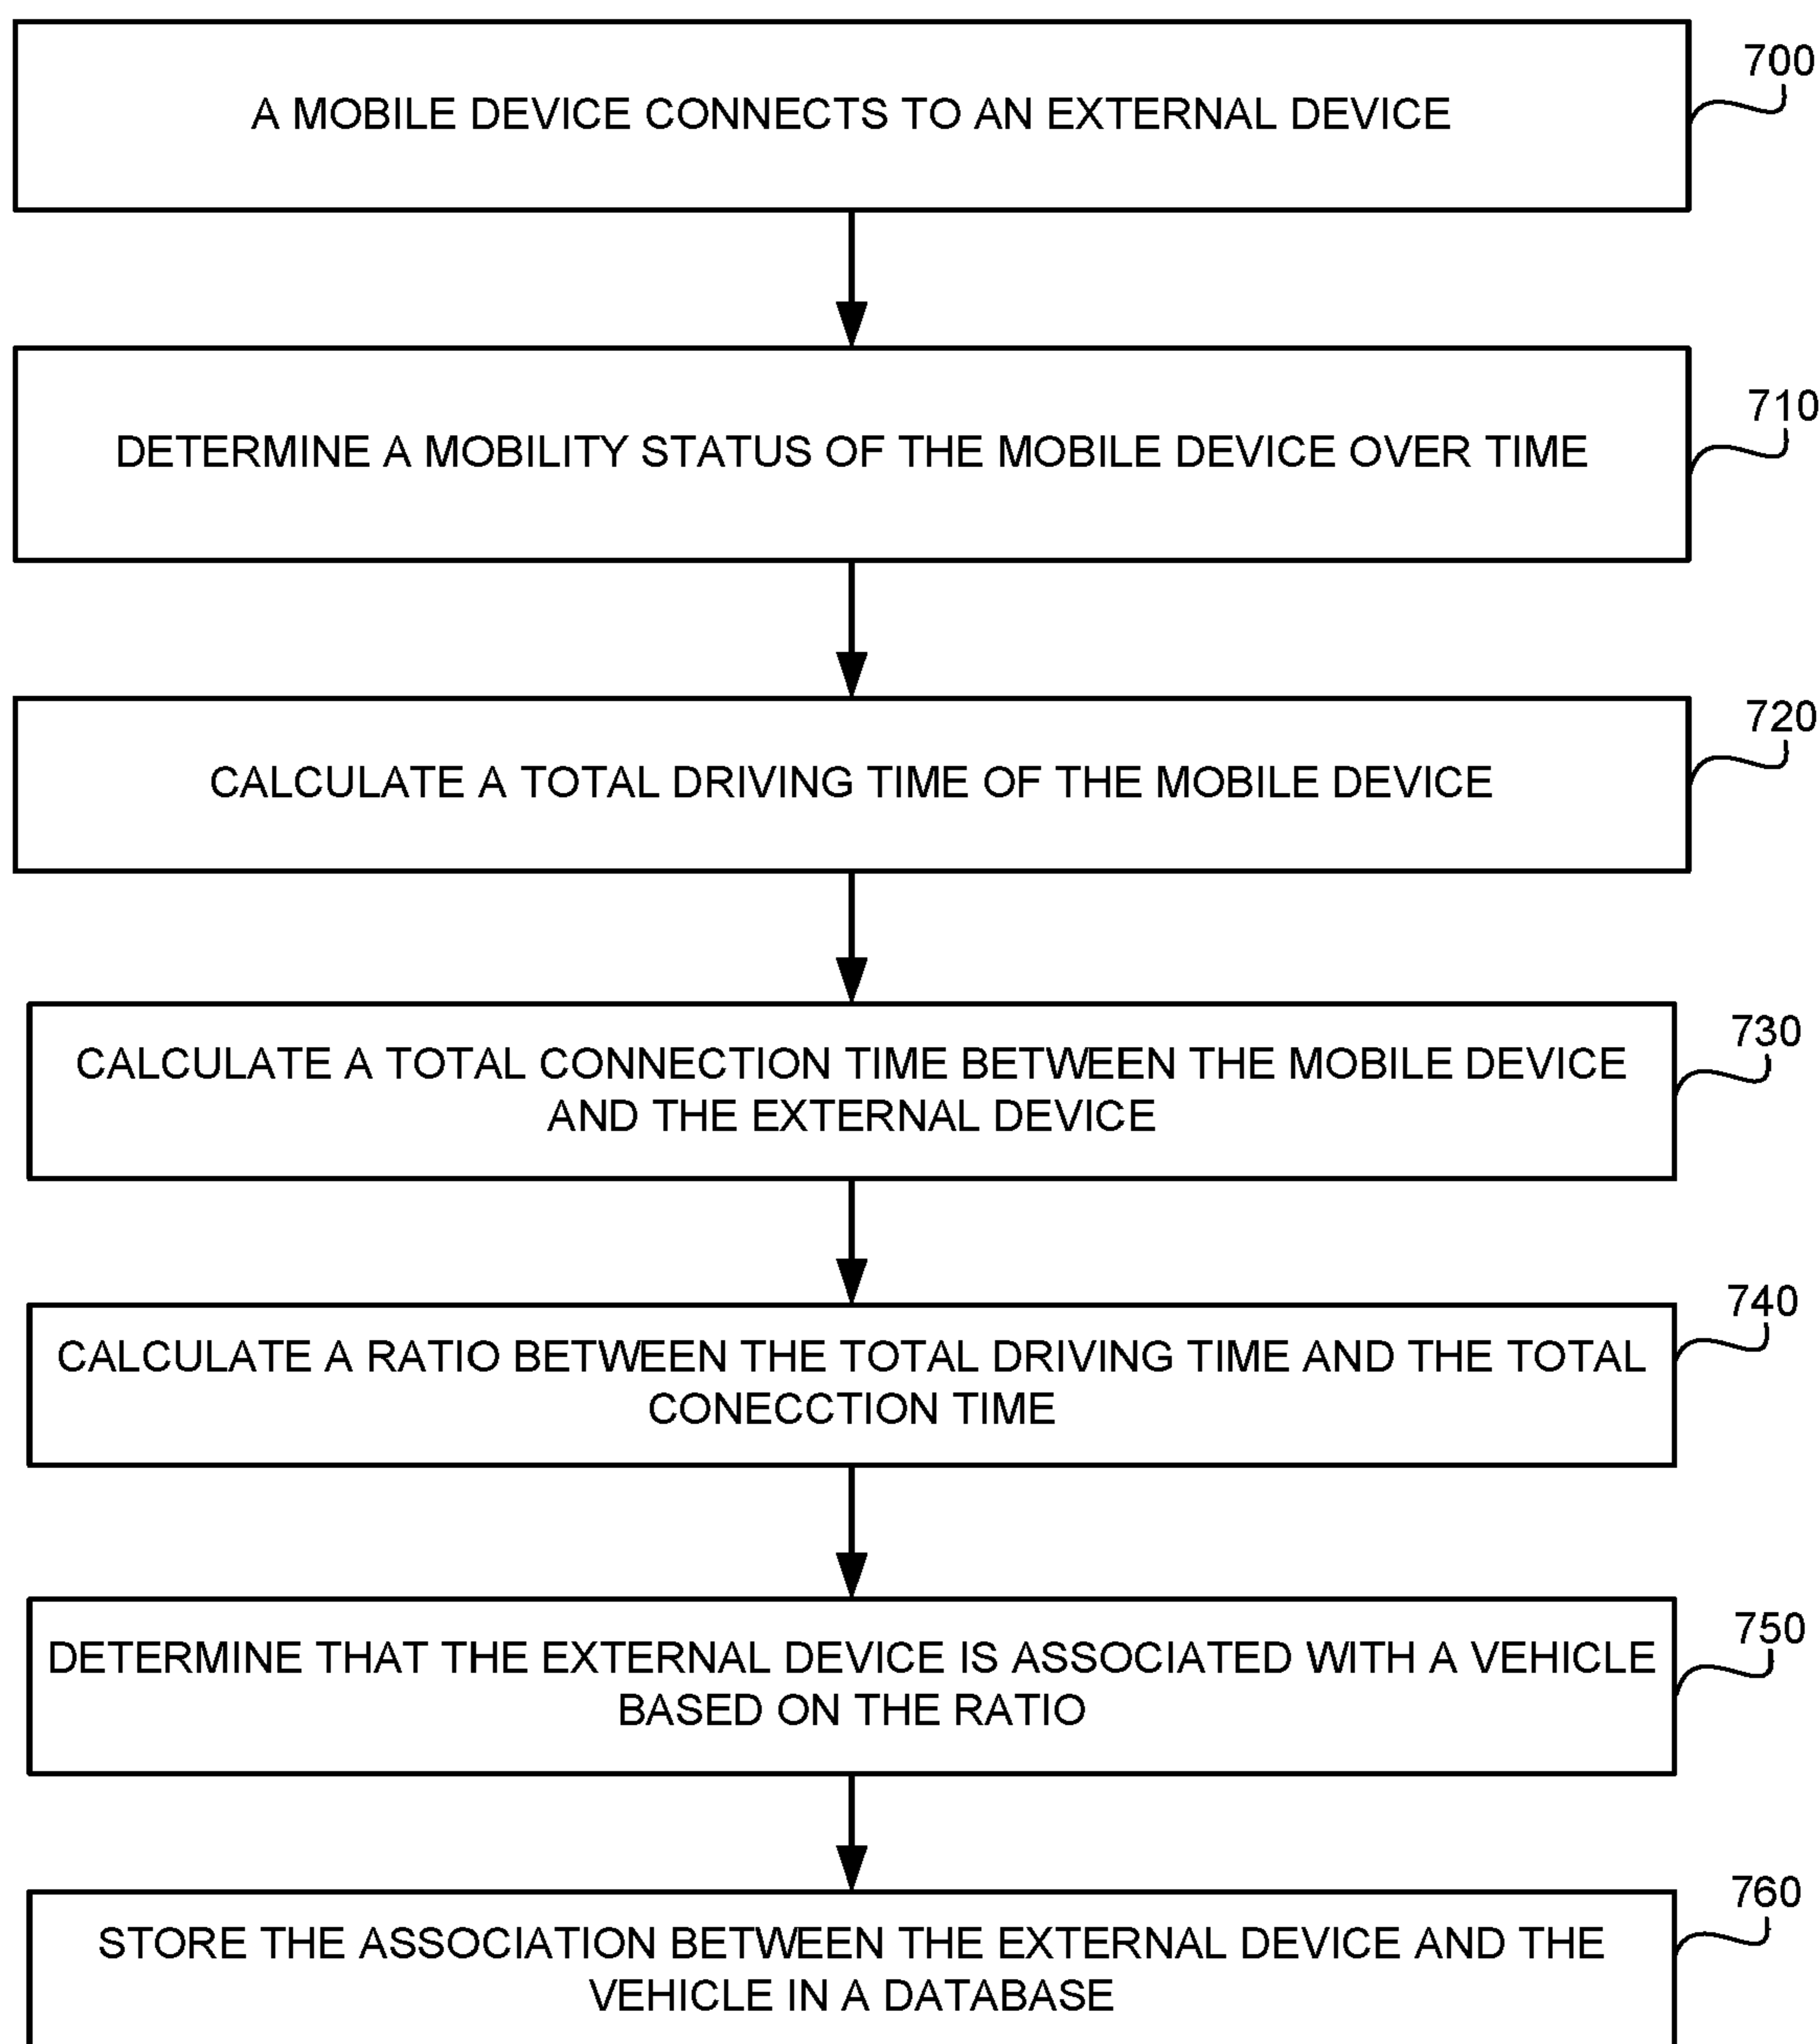 700
A MOBILE DEVICE CONNECTS TO AN EXTERNAL DEVICE
710
DETERMINE A MOBILITY STATUS OF THE MOBILE DEVICE OVER TIME
720
CALCULATE A TOTAL DRIVING TIME OF THE MOBILE DEVICE
730
CALCULATE A TOTAL CONNECTION TIME BETWEEN THE MOBILE DEVICE
AND THE EXTERNAL DEVICE
740
CALCULATE A RATIO BETWEEN THE TOTAL DRIVING TIME AND THE TOTAL
CONECCTION TIME
750
DETERMINE THAT THE EXTERNAL DEVICE IS ASSOCIATED WITH A VEHICLE
BASED ON THE RATIO
760
STORE THE ASSOCIATION BETWEEN THE EXTERNAL DEVICE AND THE
VEHICLE IN A DATABASE